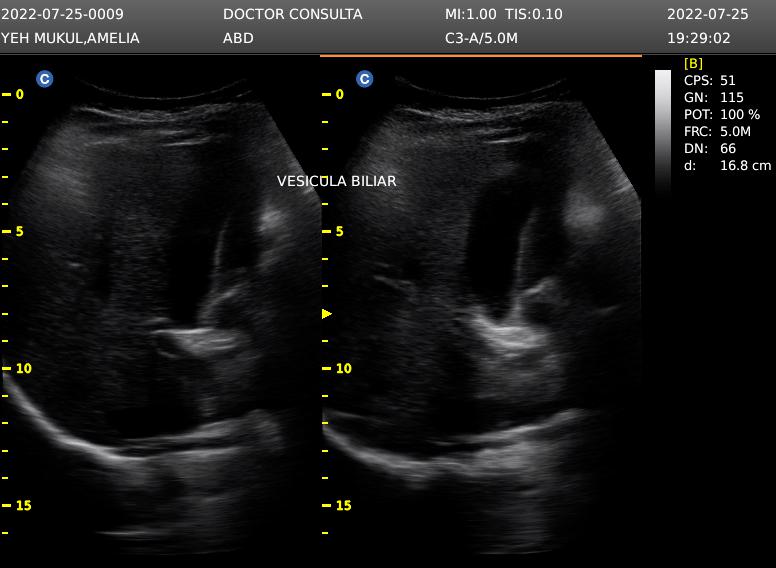 2022-07-25-0009 DOCTOR CONSULTA MI:1.00 TIS:0.10 2022-07-25
YEH MUKUL,AMELIA ABD C3-A/5.0M 19:29:02
[B]
CPS: 51
GN: 115
POT: 100 %
FRC: 5.0M
DN: 66
d: 16.8 cm
C C
0 0
VESICULA BILIAR
5 5
10 10
15 15